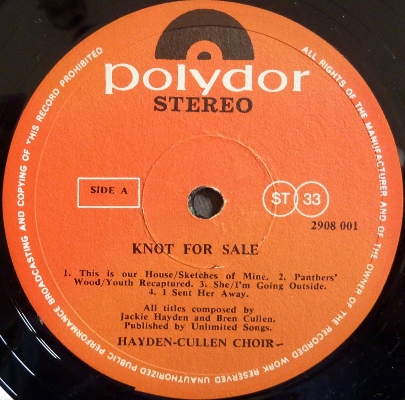 polydor
STEREO
SIDE A
ST 33
2908 001
KNOT FOR SALE
1. This is our House/Sketches of Mine. 2. Panthers'
Wood/Youth Recaptured. 3. She/I'm Going Outside.
4. I Sent Her Away.
All titles composed by
Jackie Hayden and Bren Cullen.
Published by Unlimited Songs.
HAYDEN-CULLEN CHOIR
ALL RIGHTS OF THE MANUFACTURER AND OF THE OWNER OF THE RECORDED WORK RESERVED UNAUTHORIZED PUBLIC PERFORMANCE BROADCASTING AND COPYING OF THIS RECORD PROHIBITED